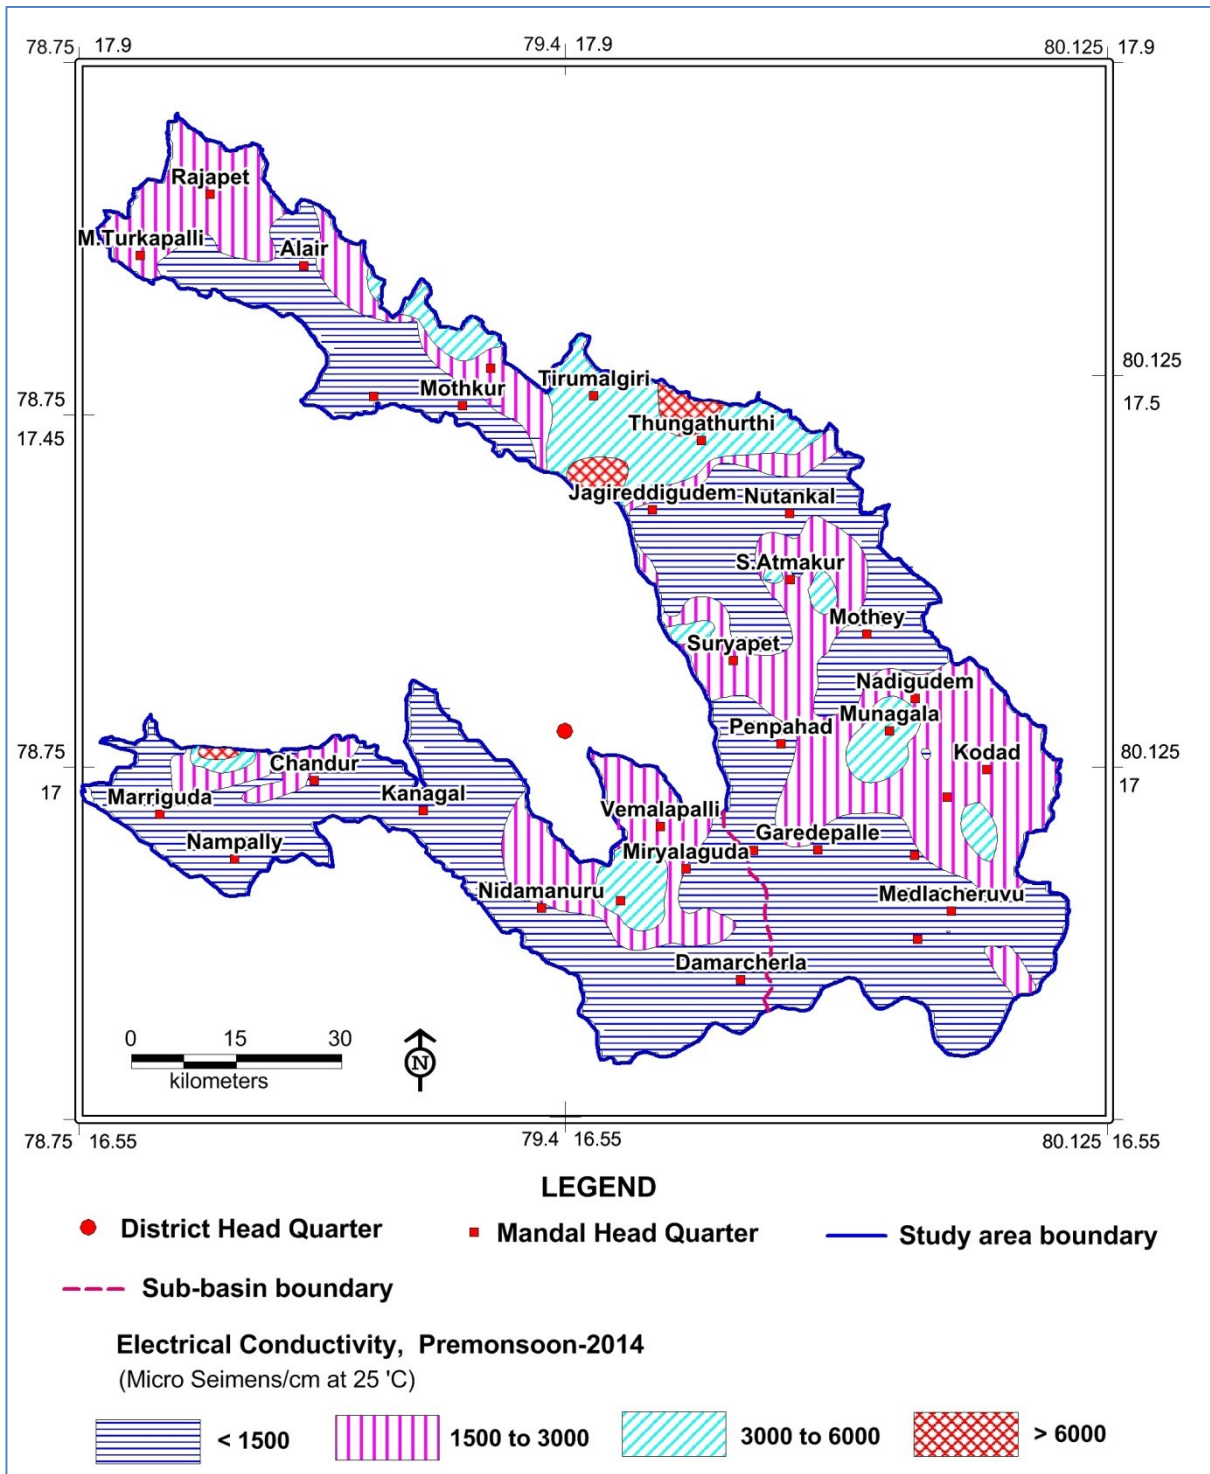 78.75 17.9
79.4 17.9
80.125 17.9
Rajapet
M.Turkapalli
Alair
80.125
17.5
Tirumalgiri
Mothkur
78.75
17.45
Thungathurthi
Jagireddigudem
Nutankal
S.Atmakur
Mothey
Suryapet
Nadigudem
Munagala
Penpahad
Kodad
78.75
17
80.125
17
Chandur
Marriguda
Kanagal
Vemalapalli
Garedepalle
Nampally
Miryalaguda
Nidamanuru
Medlacheruvu
Damarcherla
0 15 30
kilometers
N
78.75 16.55
79.4 16.55
80.125 16.55
LEGEND
District Head Quarter
Mandal Head Quarter
Study area boundary
Sub-basin boundary
Electrical Conductivity, Premonsoon-2014
(Micro Seimens/cm at 25 'C)
< 1500
1500 to 3000
3000 to 6000
> 6000